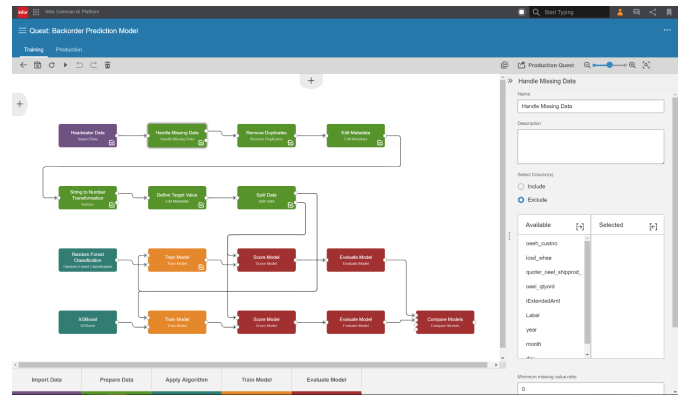 infor Infor Coleman AI Platform
Start Typing
Quest: Backorder Prediction Model
Training Production
Production Quest
Handle Missing Data
Name
Handle Missing Data
Description
Select Column(s)
Include
Exclude
Available Selected
oeeh_custno
icsd_whse
quoter_oeel_shipprod_
oeel_qtyord
rExtendedAmt
Label
year
month
day
Minimum missing value ratio:
0
Headwater Data
Import Data
Handle Missing Data
Handle Missing Data
Remove Duplicates
Remove Duplicates
Edit Metadata
Edit Metadata
String to Number
Transformation
Define Target Value
Edit Metadata
Split Data
Split Data
Random Forest
Classification
Random Forest Classification
Train Model
Train Model
Score Model
Score Model
Evaluate Model
Evaluate Model
XGBoost
XGBoost
Train Model
Train Model
Score Model
Score Model
Evaluate Model
Evaluate Model
Compare Models
Compare Models
Import Data
Prepare Data
Apply Algorithm
Train Model
Evaluate Model